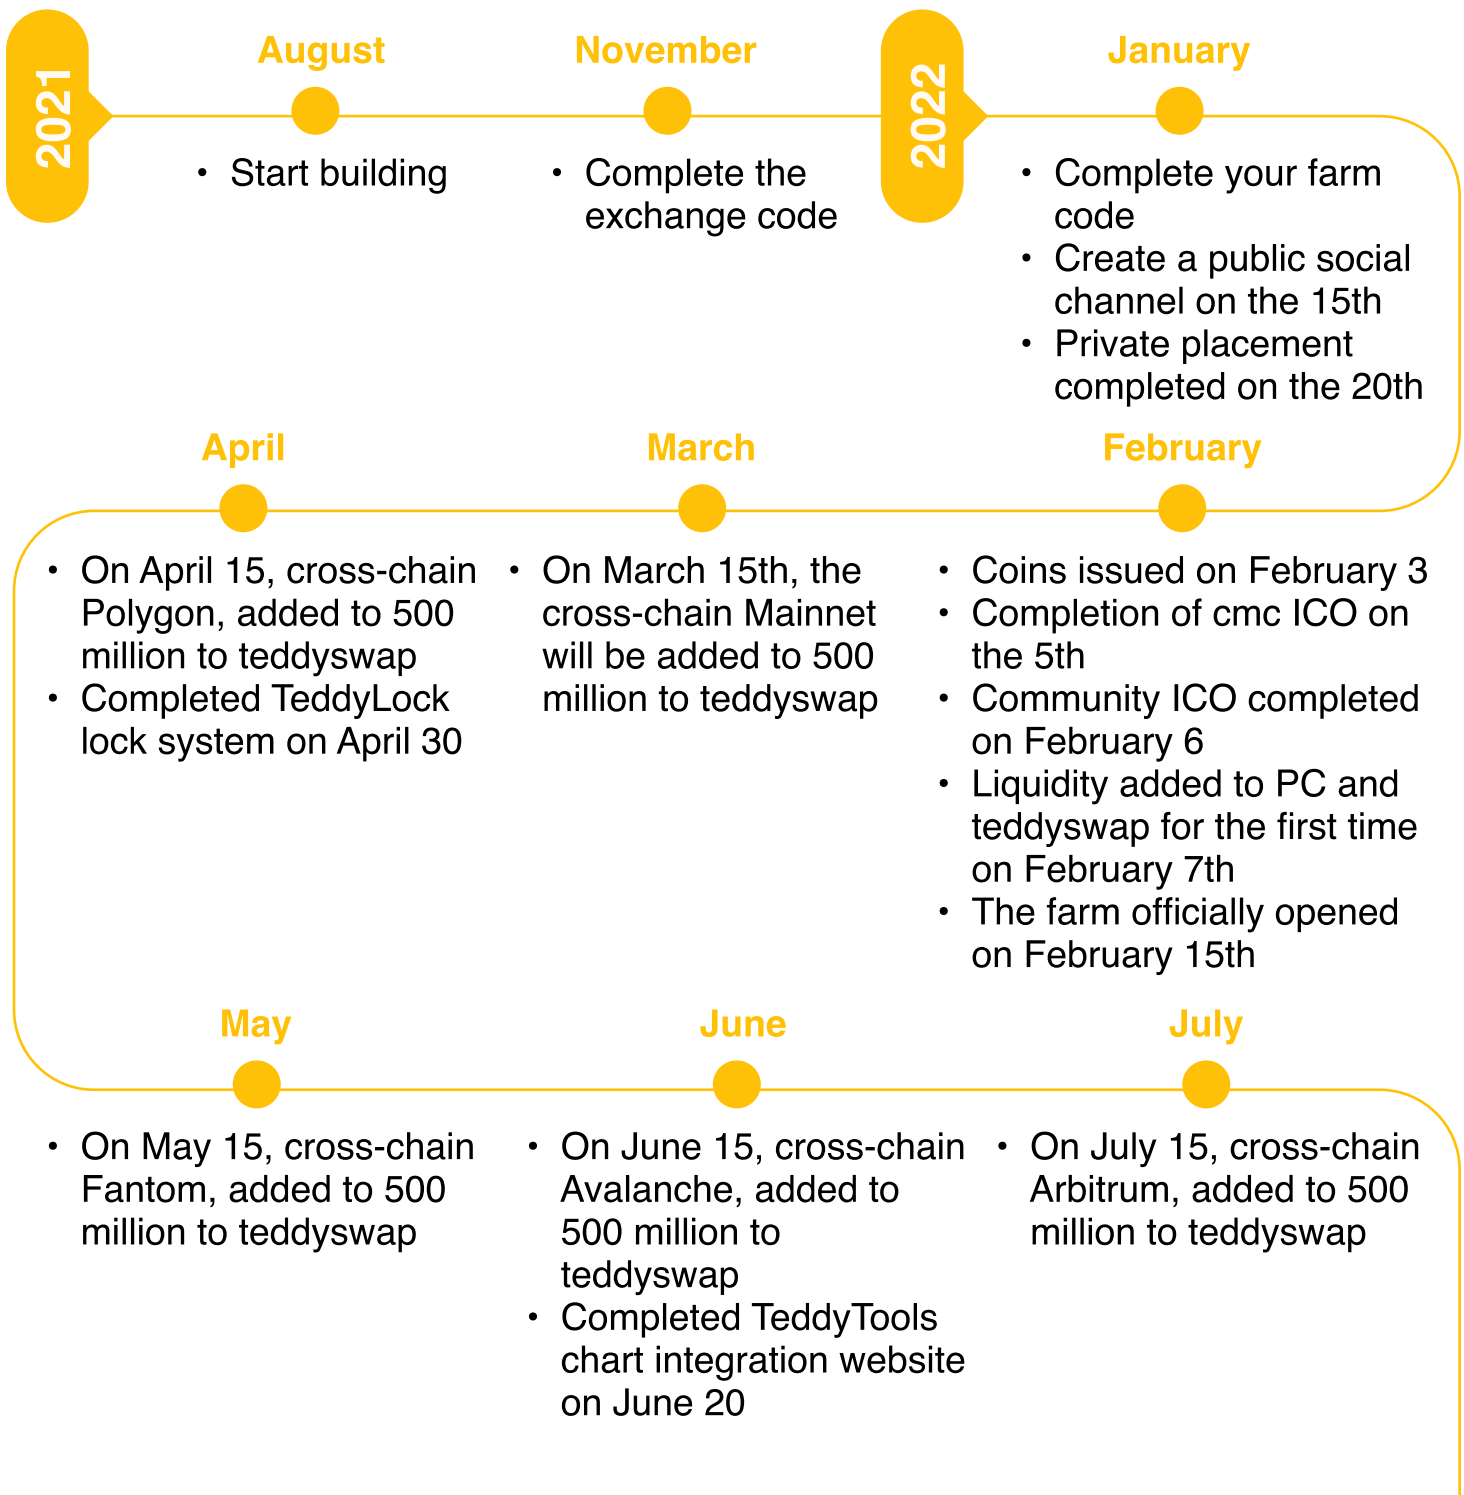 2021
August
• Start building
November
• Complete the
exchange code
2022
January
• Complete your farm
code
• Create a public social
channel on the 15th
• Private placement
completed on the 20th
February
• Coins issued on February 3
• Completion of cmc ICO on
the 5th
• Community ICO completed
on February 6
• Liquidity added to PC and
teddyswap for the first time
on February 7th
• The farm officially opened
on February 15th
March
• On March 15th, the
cross-chain Mainnet
will be added to 500
million to teddyswap
April
• On April 15, cross-chain
Polygon, added to 500
million to teddyswap
• Completed TeddyLock
lock system on April 30
May
• On May 15, cross-chain
Fantom, added to 500
million to teddyswap
June
• On June 15, cross-chain
Avalanche, added to
500 million to
teddyswap
• Completed TeddyTools
chart integration website
on June 20
July
• On July 15, cross-chain
Arbitrum, added to 500
million to teddyswap